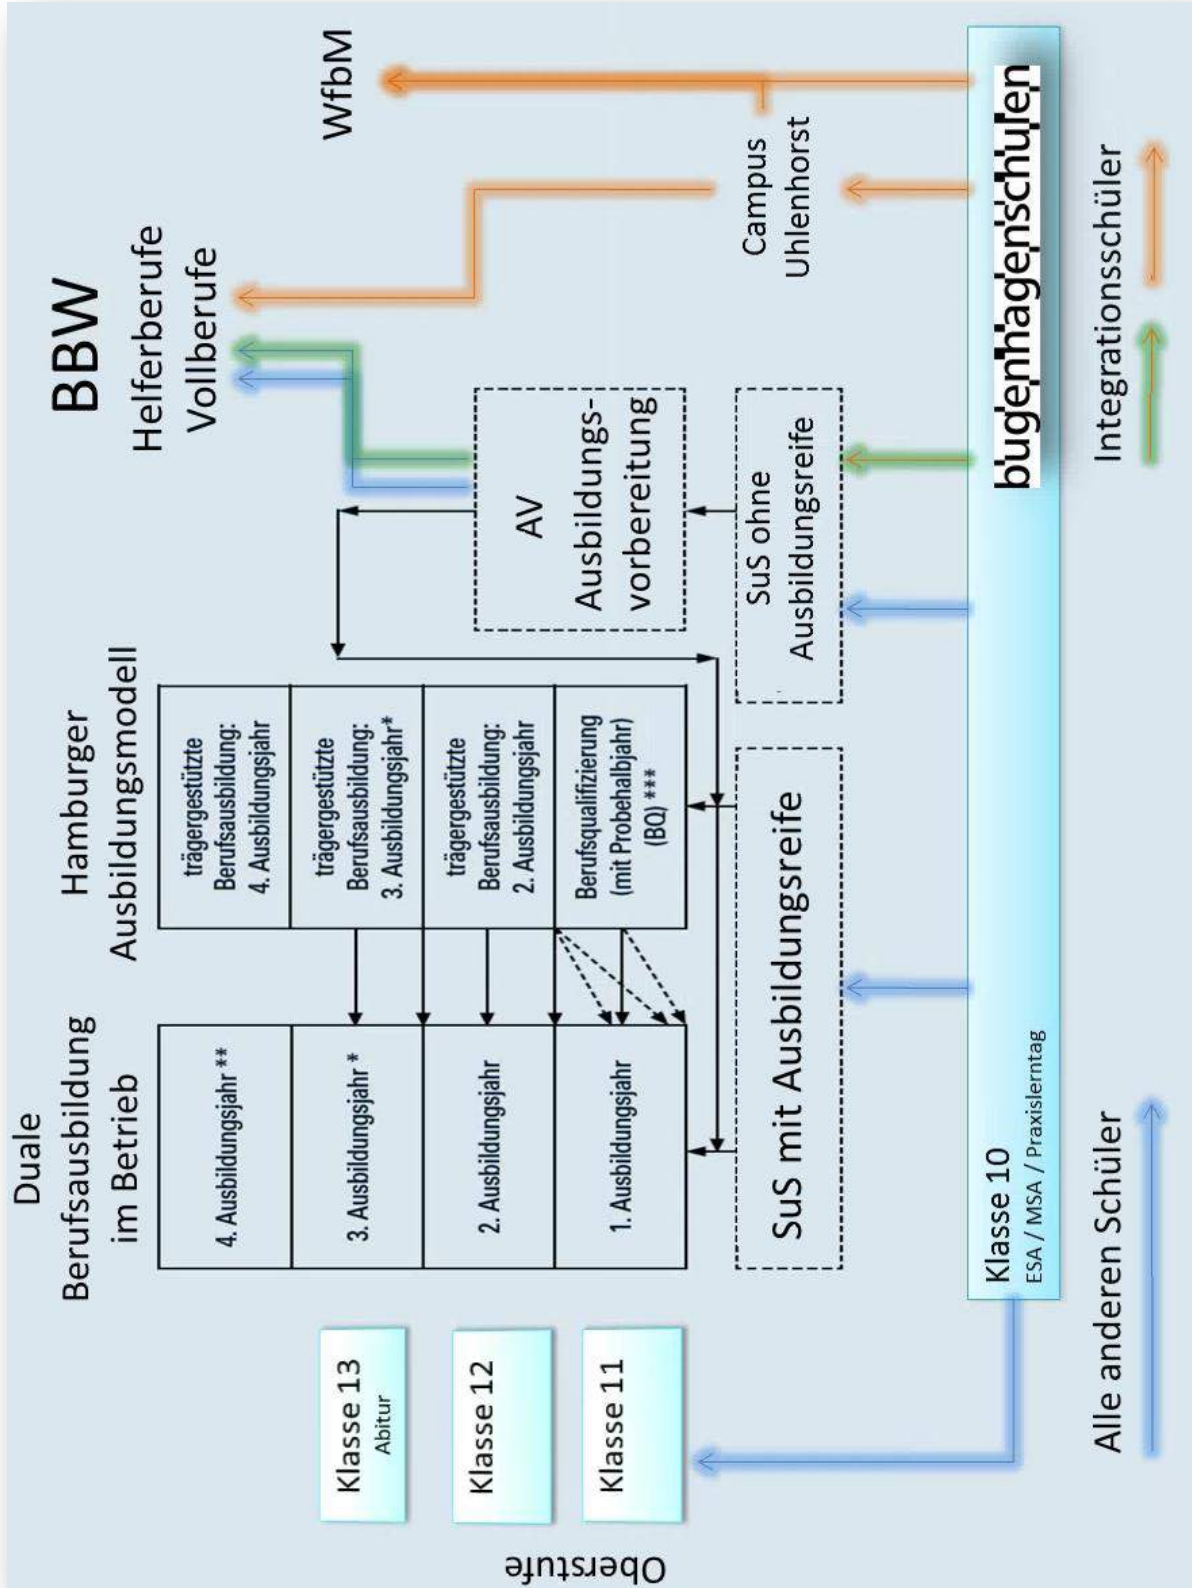 Oberstufe
Klasse 13
Abitur
Klasse 12
Klasse 11
Duale
Berufsausbildung
im Betrieb
4. Ausbildungsjahr **
3. Ausbildungsjahr *
2. Ausbildungsjahr
1. Ausbildungsjahr
Hamburger
Ausbildungsmodell
trägergestützte
Berufsausbildung:
4. Ausbildungsjahr
trägergestützte
Berufsausbildung:
3. Ausbildungsjahr*
trägergestützte
Berufsausbildung:
2. Ausbildungsjahr
Berufsqualifizierung
(mit Probehalbjahr)
(BQ) ***
BBW
Helferberufe
Vollberufe
WfbM
AV
Ausbildungs-
vorbereitung
SuS mit Ausbildungsreife
SuS ohne
Ausbildungsreife
Campus
Uhlenhorst
Klasse 10
ESA / MSA / Praxislerntag
bugenhagenschulen
Alle anderen Schüler
Integrationsschüler